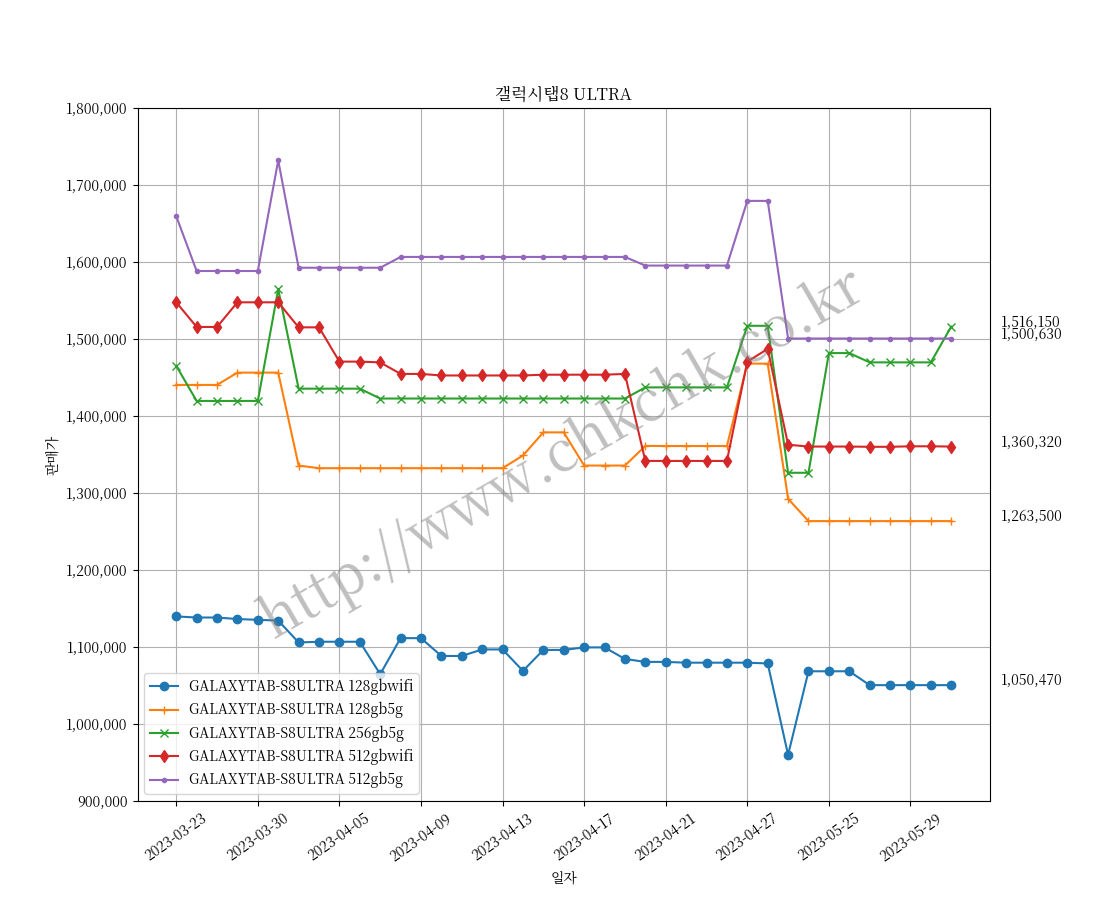 갤럭시탭8 ULTRA
1,800,000
1,700,000
1,600,000
1,500,000
1,400,000
1,300,000
1,200,000
1,100,000
1,000,000
900,000
판매가
1,516,150
1,500,630
1,360,320
1,263,500
1,050,470
http://www.chkchk.co.kr
GALAXYTAB-S8ULTRA 128gbwifi
GALAXYTAB-S8ULTRA 128gb5g
GALAXYTAB-S8ULTRA 256gb5g
GALAXYTAB-S8ULTRA 512gbwifi
GALAXYTAB-S8ULTRA 512gb5g
2023-03-23
2023-03-30
2023-04-05
2023-04-09
2023-04-13
2023-04-17
2023-04-21
2023-04-27
2023-05-25
2023-05-29
일자